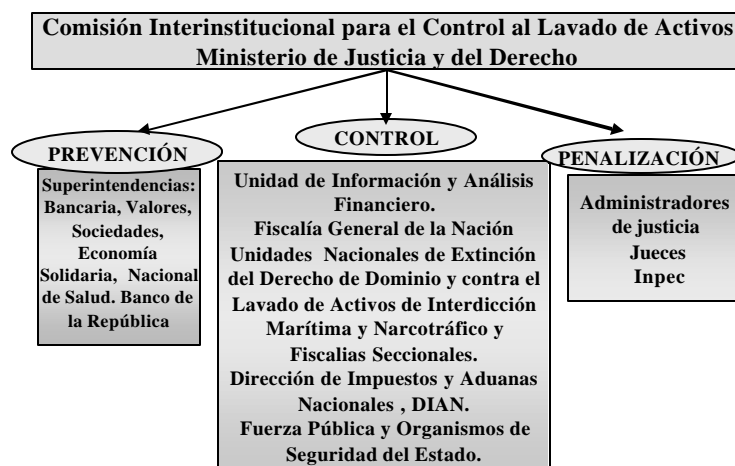 Comisión Interinstitucional para el Control al Lavado de Activos
Ministerio de Justicia y del Derecho
PREVENCIÓN
Superintendencias:
Bancaria, Valores,
Sociedades,
Economía
Solidaria, Nacional
de Salud. Banco de
la República
CONTROL
Unidad de Información y Análisis
Financiero.
Fiscalía General de la Nación
Unidades Nacionales de Extinción
del Derecho de Dominio y contra el
Lavado de Activos de Interdicción
Marítima y Narcotráfico y
Fiscalias Seccionales.
Dirección de Impuestos y Aduanas
Nacionales , DIAN.
Fuerza Pública y Organismos de
Seguridad del Estado.
PENALIZACIÓN
Administradores
de justicia
Jueces
Inpec